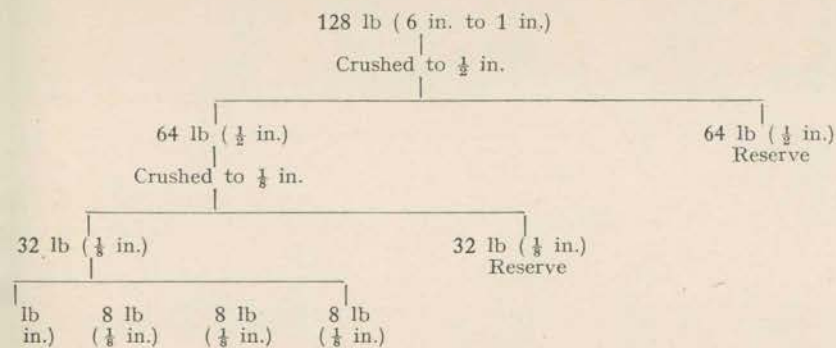 128 lb ( 6 in. to 1 in.)
Crushed to ½ in.
64 lb ( ½ in.) 64 lb ( ½ in.)
Reserve
Crushed to ⅛ in.
32 lb ( ⅛ in.) 32 lb ( ⅛ in.)
Reserve
lb 8 lb 8 lb 8 lb
in.) ( ⅛ in.) ( ⅛ in.) ( ⅛ in.)